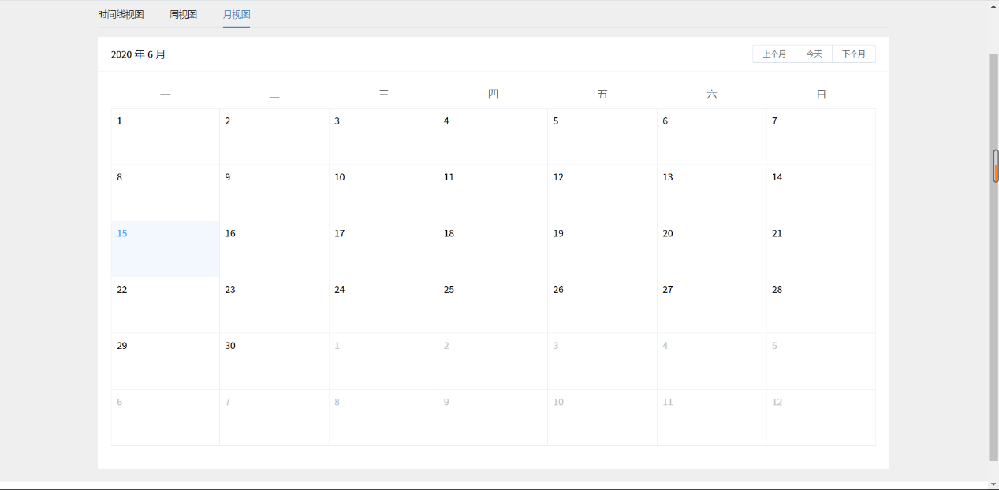 时间线视图 周视图 月视图
2020 年 6 月 上个月 今天 下个月
一 二 三 四 五 六 日
1 2 3 4 5 6 7
8 9 10 11 12 13 14
15 16 17 18 19 20 21
22 23 24 25 26 27 28
29 30 1 2 3 4 5
6 7 8 9 10 11 12